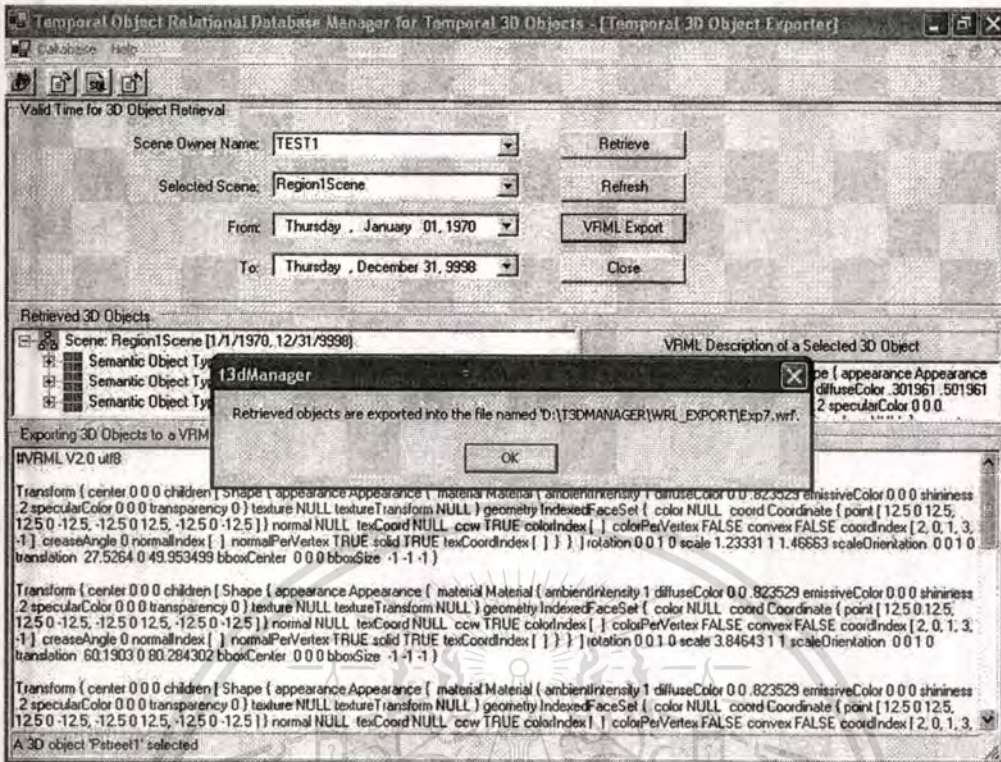 Temporal Object Relational Database Manager for Temporal 3D Objects - [Temporal 3D Object Exporter]
Database Help
SQL
Valid Time for 3D Object Retrieval
Scene Owner Name: TEST1 Retrieve
Selected Scene: Region1Scene Refresh
From: Thursday , January 01, 1970 VRML Export
To: Thursday , December 31, 9998 Close
Retrieved 3D Objects
Scene: Region1Scene [1/1/1970, 12/31/9998] VRML Description of a Selected 3D Object
Semantic Object Typ
Semantic Object Typ
Semantic Object Typ
pe { appearance Appearance
diffuseColor .301961 .501961
.2 specularColor 0 0 0
13dManager
Retrieved objects are exported into the file named 'D:\T3DMANAGER\WRL_EXPORT\Exp7.wrl'.
OK
Exporting 3D Objects to a VRM
#VRML V2.0 utf8
Transform { center 0 0 0 children [ Shape { appearance Appearance { material Material { ambientIntensity 1 diffuseColor 0 0 .823529 emissiveColor 0 0 0 shininess
.2 specularColor 0 0 0 transparency 0 } texture NULL textureTransform NULL } geometry IndexedFaceSet { color NULL coord Coordinate { point [ 12.5 0 12.5,
12.5 0 -12.5, -12.5 0 12.5, -12.5 0 -12.5 ] } normal NULL texCoord NULL ccw TRUE colorIndex [ ] colorPerVertex FALSE convex FALSE coordIndex [ 2, 0, 1, 3,
-1 ] creaseAngle 0 normalIndex [ ] normalPerVertex TRUE solid TRUE texCoordIndex [ ] } } ] rotation 0 0 1 0 scale 1.23331 1 1.46663 scaleOrientation 0 0 1 0
translation 27.5264 0 49.953499 bboxCenter 0 0 0 bboxSize -1 -1 -1 }
Transform { center 0 0 0 children [ Shape { appearance Appearance { material Material { ambientIntensity 1 diffuseColor 0 0 .823529 emissiveColor 0 0 0 shininess
.2 specularColor 0 0 0 transparency 0 } texture NULL textureTransform NULL } geometry IndexedFaceSet { color NULL coord Coordinate { point [ 12.5 0 12.5,
12.5 0 -12.5, -12.5 0 12.5, -12.5 0 -12.5 ] } normal NULL texCoord NULL ccw TRUE colorIndex [ ] colorPerVertex FALSE convex FALSE coordIndex [ 2, 0, 1, 3,
-1 ] creaseAngle 0 normalIndex [ ] normalPerVertex TRUE solid TRUE texCoordIndex [ ] } } ] rotation 0 0 1 0 scale 3.84643 1 1 scaleOrientation 0 0 1 0
translation 60.1903 0 80.284302 bboxCenter 0 0 0 bboxSize -1 -1 -1 }
Transform { center 0 0 0 children [ Shape { appearance Appearance { material Material { ambientIntensity 1 diffuseColor 0 0 .823529 emissiveColor 0 0 0 shininess
.2 specularColor 0 0 0 transparency 0 } texture NULL textureTransform NULL } geometry IndexedFaceSet { color NULL coord Coordinate { point [ 12.5 0 12.5,
12.5 0 -12.5, -12.5 0 12.5, -12.5 0 -12.5 ] } normal NULL texCoord NULL ccw TRUE colorIndex [ ] colorPerVertex FALSE convex FALSE coordIndex [ 2, 0, 1, 3,
A 3D object 'Pstreet1' selected